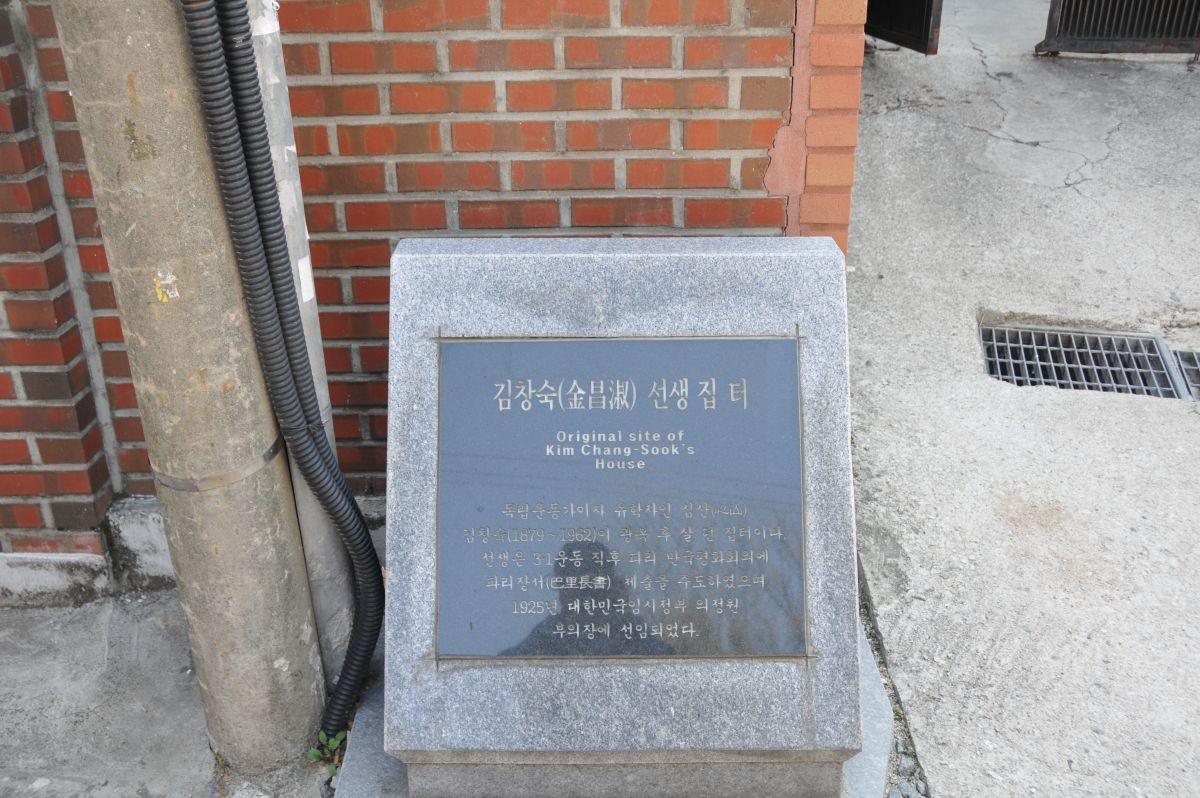 김창숙(金昌淑) 선생 집 터
Original site of
Kim Chang-Sook's
House
독립운동가이자 유학자인 심산(心山)
김창숙(1879~1962)이 광복 후 살 던 집터이다.
선생은 3·1운동 직후 파리 만국평화회의에
파리장서(巴里長書) 제출을 주도하였으며
1925년 대한민국임시정부 의정원
부의장에 선임되었다.